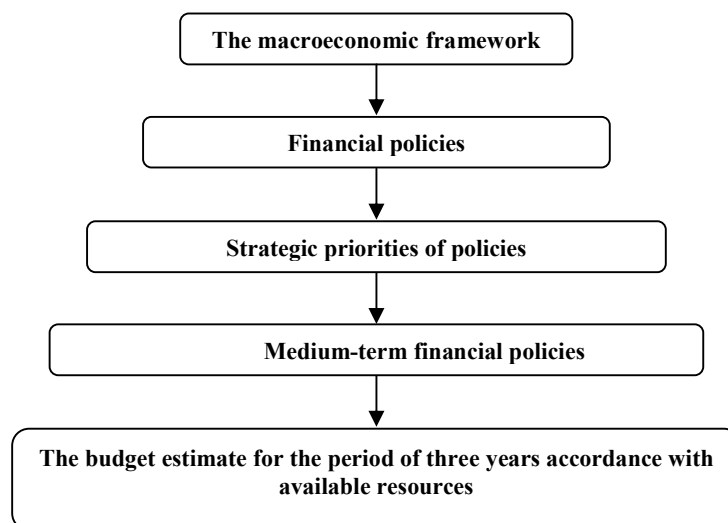 The macroeconomic framework
Financial policies
Strategic priorities of policies
Medium-term financial policies
The budget estimate for the period of three years accordance with
available resources